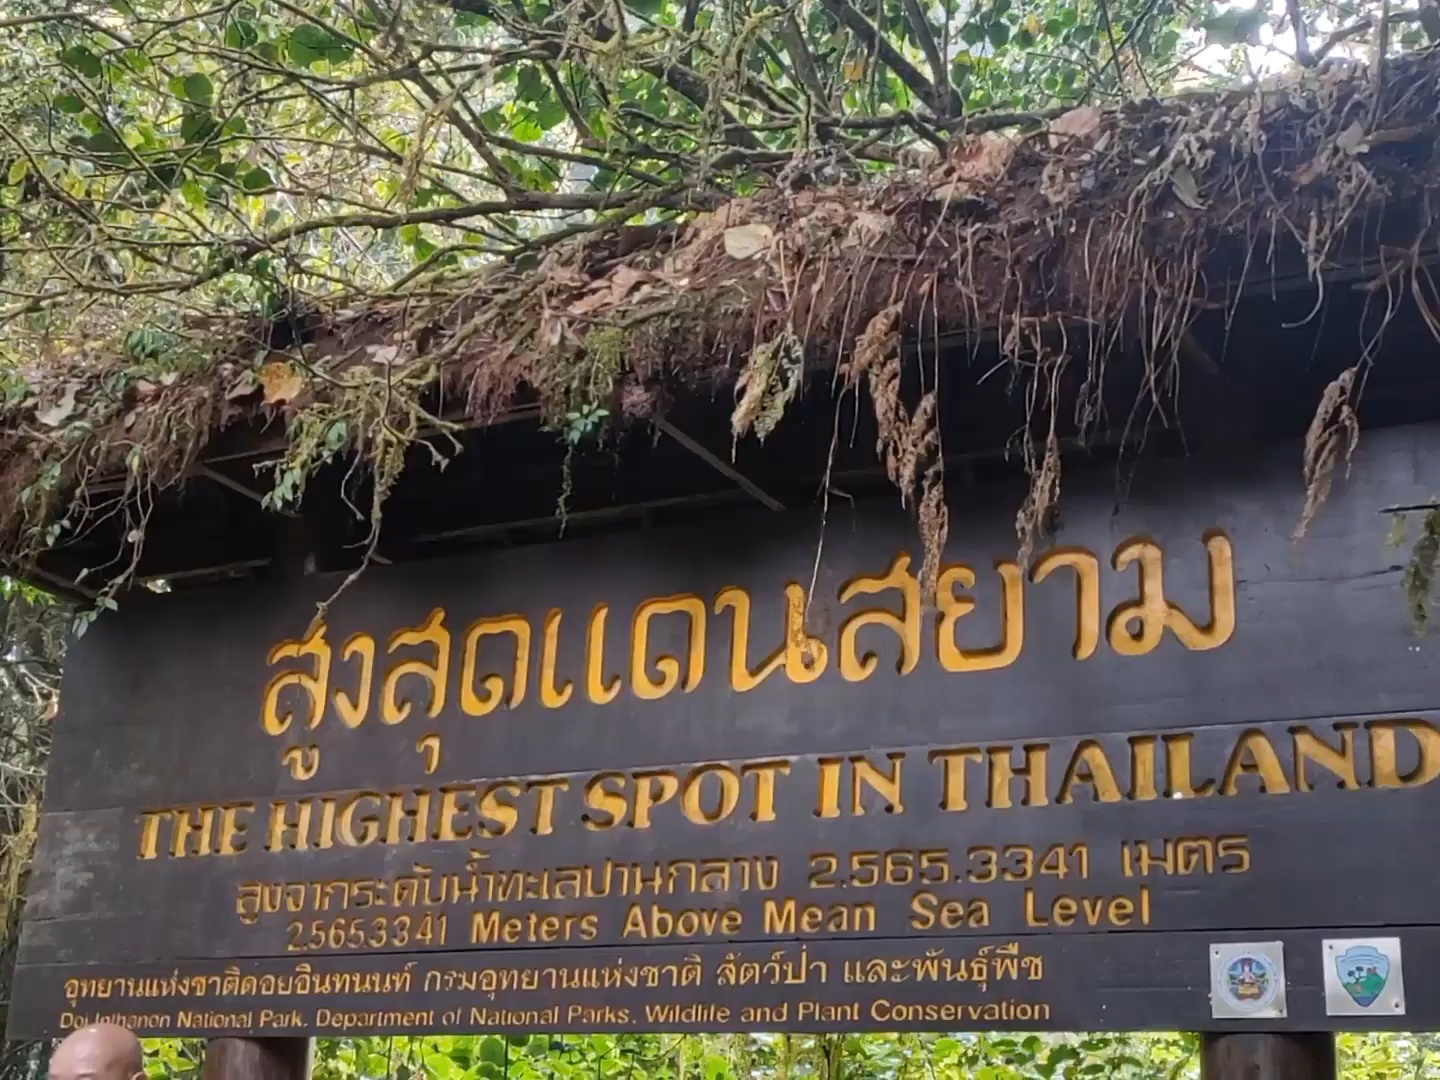 สูงสุดแดนสยาม
THE HIGHEST SPOT IN THAILAND
สูงจากระดับน้ำทะเลปานกลาง 2,565.3341 เมตร
2,565.3341 Meters Above Mean Sea Level
อุทยานแห่งชาติดอยอินทนนท์ กรมอุทยานแห่งชาติ สัตว์ป่า และพันธุ์พืช
Doi Inthanon National Park. Department of National Parks, Wildlife and Plant Conservation